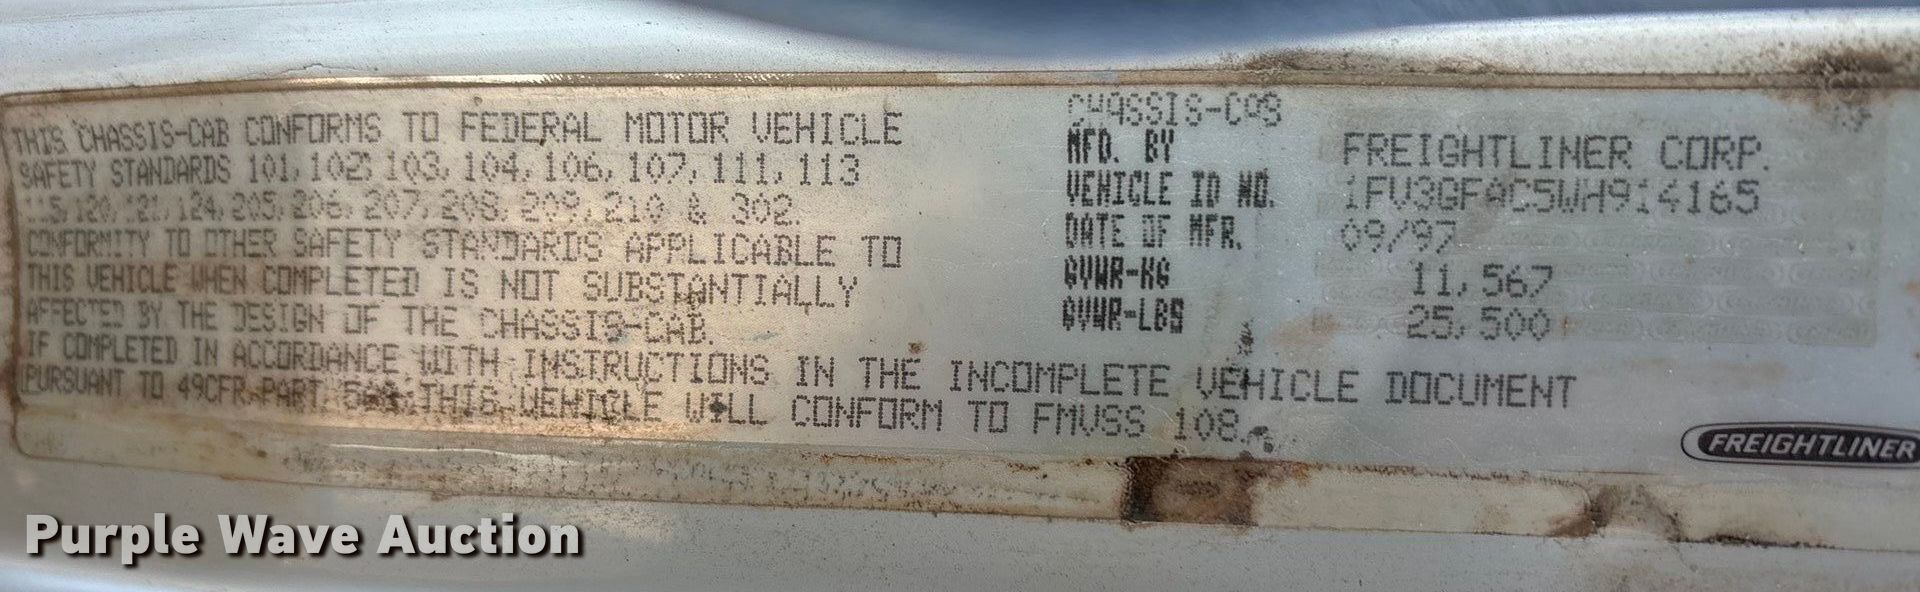 THIS CHASSIS-CAB CONFORMS TO FEDERAL MOTOR VEHICLE
SAFETY STANDARDS 101, 102, 103, 104, 106, 107, 111, 113
115, 120, 121, 124, 205, 206, 207, 208, 209, 210 & 302.
CONFORMITY TO OTHER SAFETY STANDARDS APPLICABLE TO
THIS VEHICLE WHEN COMPLETED IS NOT SUBSTANTIALLY
AFFECTED BY THE DESIGN OF THE CHASSIS-CAB.
IF COMPLETED IN ACCORDANCE WITH INSTRUCTIONS IN THE INCOMPLETE VEHICLE DOCUMENT
PURSUANT TO 49CFR PART 568, THIS VEHICLE WILL CONFORM TO FMVSS 108.
CHASSIS-CAB
MFD. BY FREIGHTLINER CORP.
VEHICLE ID NO. 1FV3GFAC5WH914165
DATE OF MFR. 09/97
GVWR-KG 11,567
GVWR-LBS 25,500
FREIGHTLINER
Purple Wave Auction